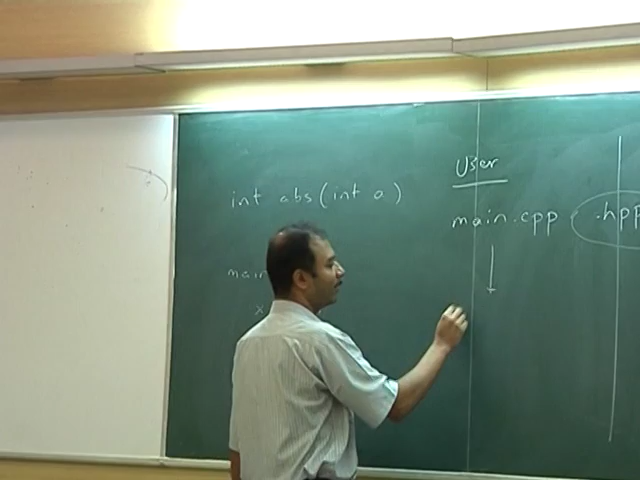 int abs(int a)
main
x
User
main.cpp
.hpp